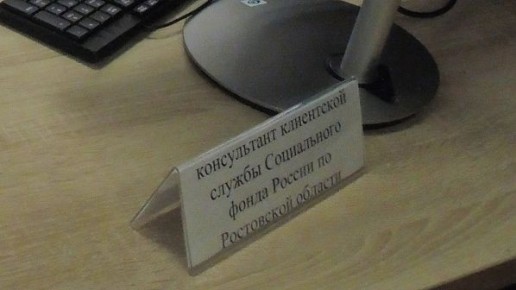 консультант клиентской
службы Социального
фонда России по
Ростовской области